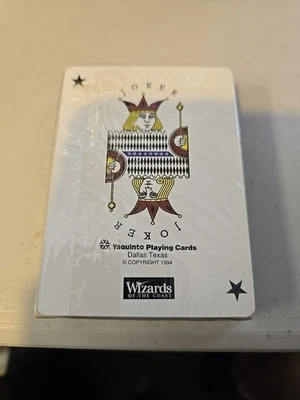 JOKER
JOKER
Yaquinto Playing Cards
Dallas Texas
© COPYRIGHT 1994
WIZARDS
OF THE COAST